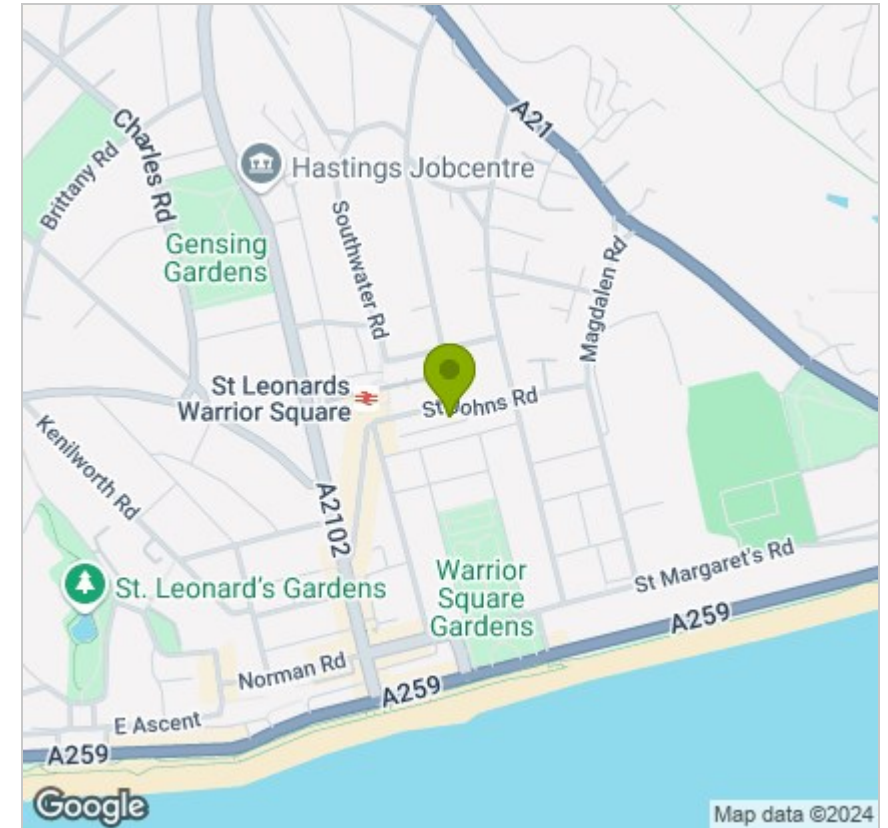 A21
Charles Rd
Brittany Rd
Hastings Jobcentre
Gensing
Gardens
Southwater Rd
Magdalen Rd
St Leonards
Warrior Square
St Johns Rd
Kenilworth Rd
A2102
St. Leonard's Gardens
Warrior
Square
Gardens
St Margaret's Rd
A259
Norman Rd
A259
E Ascent
A259
Google
Map data ©2024